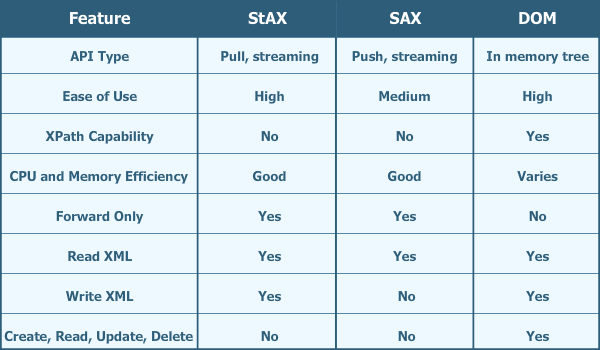 Feature StAX SAX DOM
API Type Pull, streaming Push, streaming In memory tree
Ease of Use High Medium High
XPath Capability No No Yes
CPU and Memory Efficiency Good Good Varies
Forward Only Yes Yes No
Read XML Yes Yes Yes
Write XML Yes No Yes
Create, Read, Update, Delete No No Yes